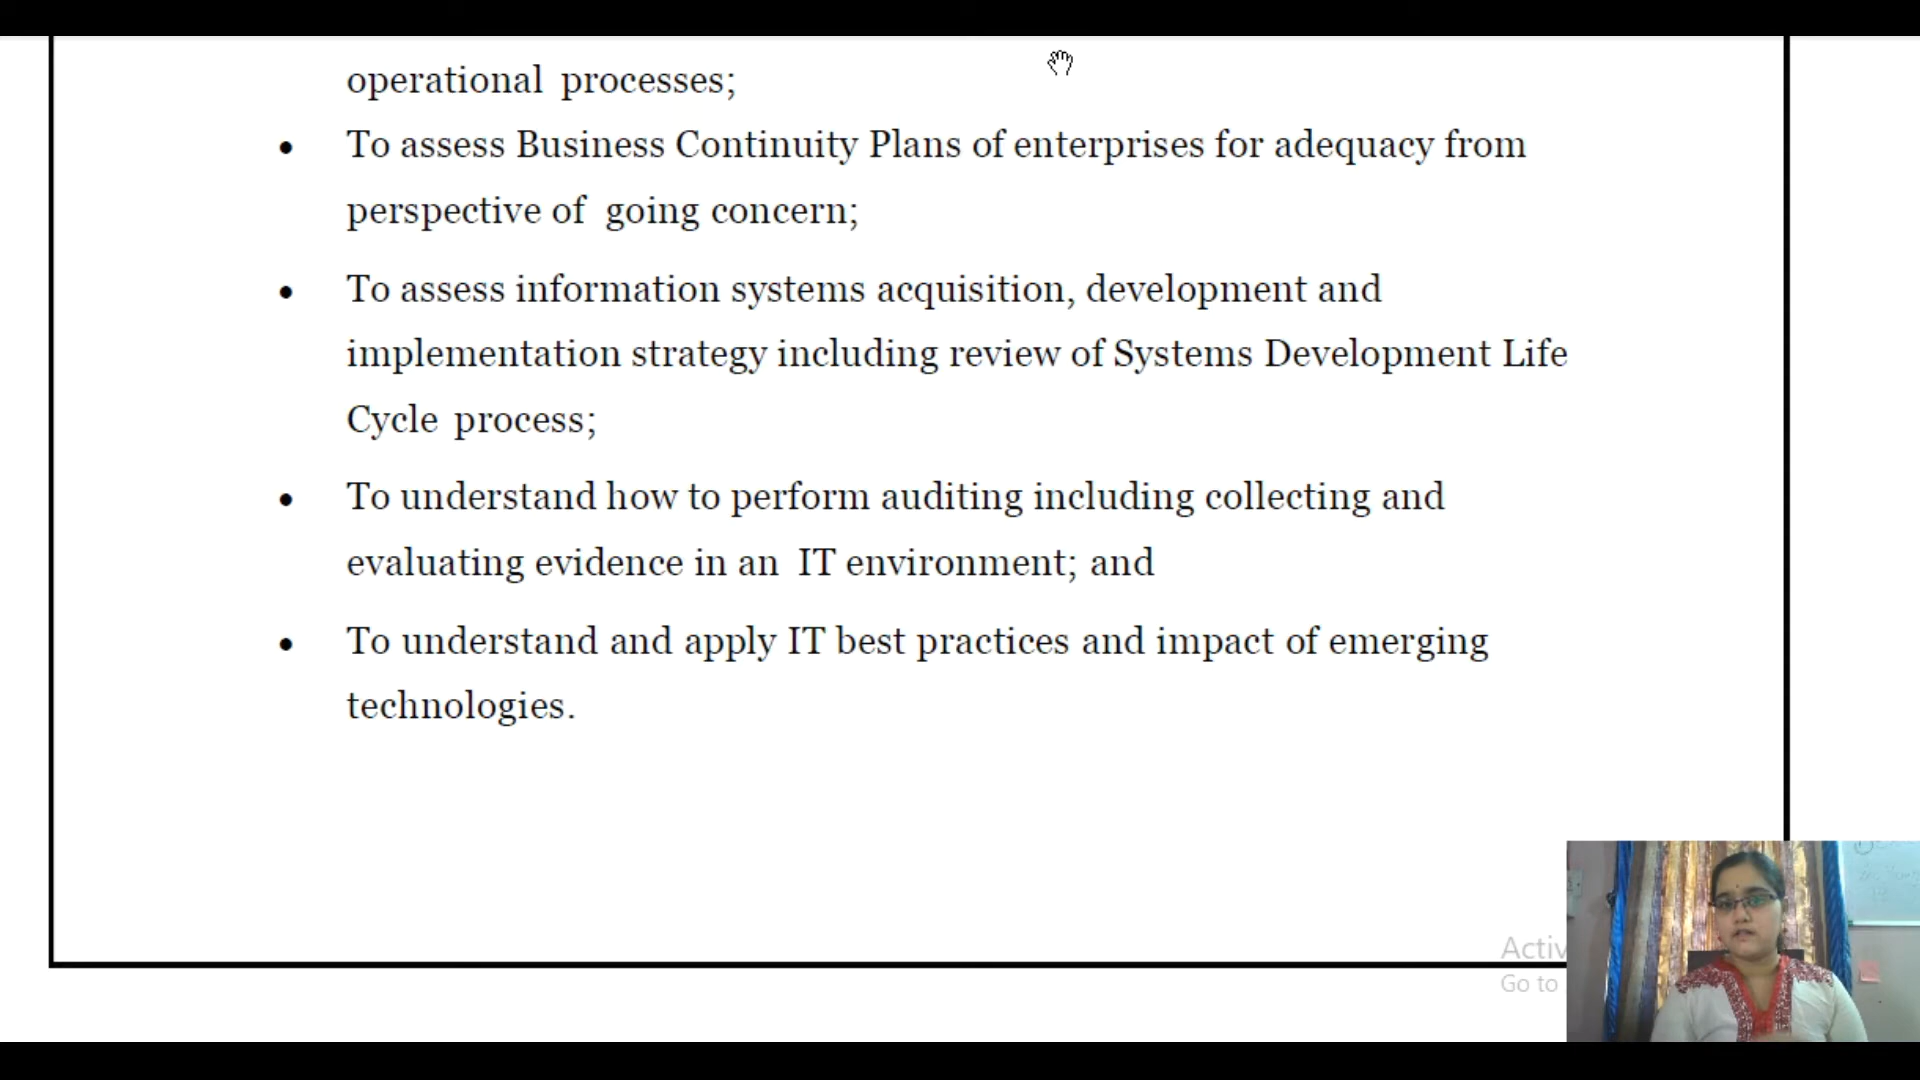 operational processes;
• To assess Business Continuity Plans of enterprises for adequacy from
perspective of going concern;
• To assess information systems acquisition, development and
implementation strategy including review of Systems Development Life
Cycle process;
• To understand how to perform auditing including collecting and
evaluating evidence in an IT environment; and
• To understand and apply IT best practices and impact of emerging
technologies.
Activ
Go to